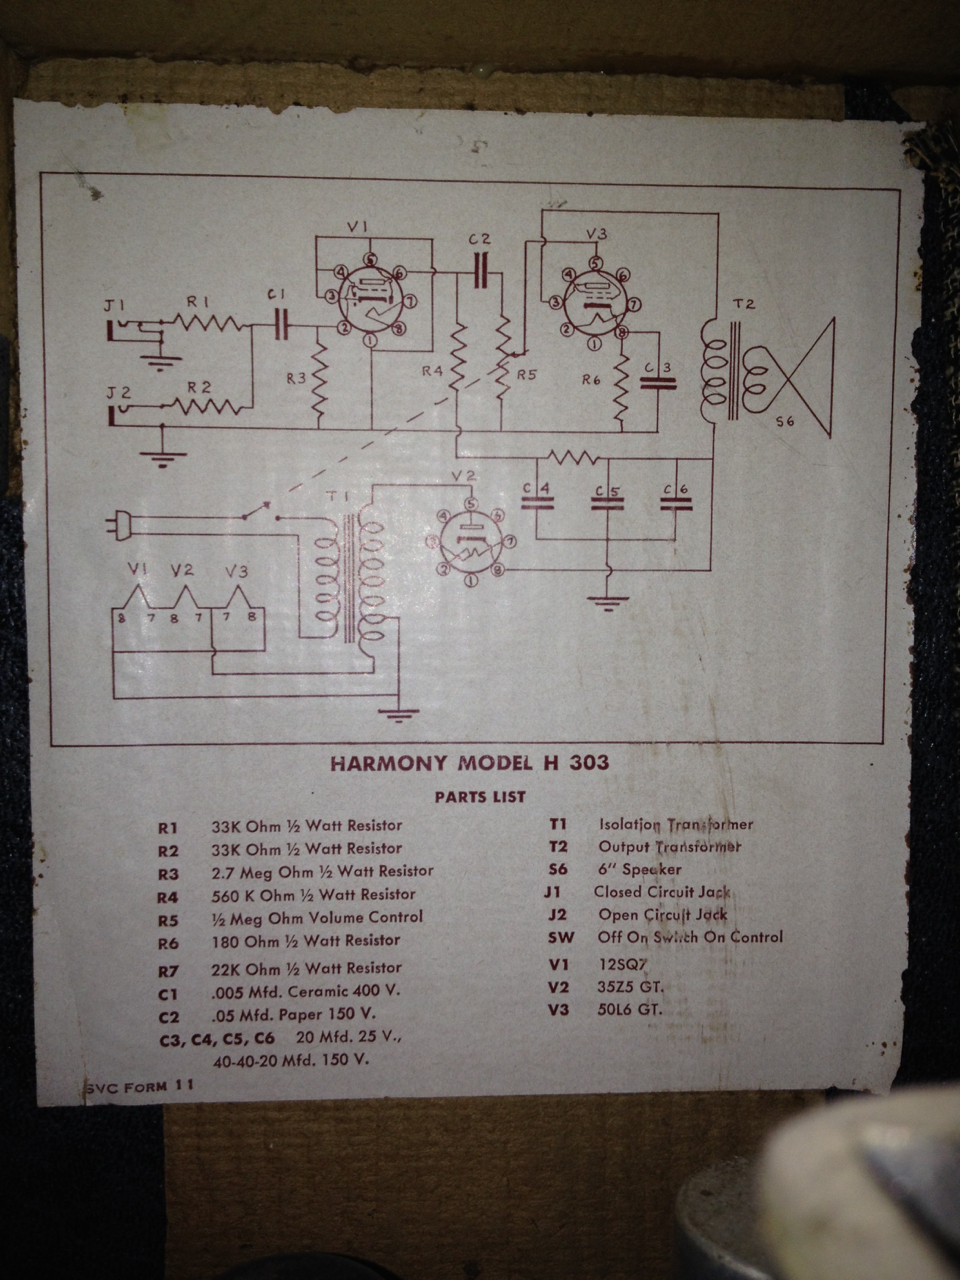 V1
C2
V3
J1
R1
C1
R3
R4
R5
R6
C 3
T2
J2
R2
S6
V2
T1
C 4
C 5
C 6
V1 V2 V3
8 7 8 7 7 8
HARMONY MODEL H 303
PARTS LIST
R1 33K Ohm ½ Watt Resistor
R2 33K Ohm ½ Watt Resistor
R3 2.7 Meg Ohm ½ Watt Resistor
R4 560 K Ohm ½ Watt Resistor
R5 ½ Meg Ohm Volume Control
R6 180 Ohm ½ Watt Resistor
R7 22K Ohm ½ Watt Resistor
C1 .005 Mfd. Ceramic 400 V.
C2 .05 Mfd. Paper 150 V.
C3, C4, C5, C6 20 Mfd. 25 V.,
40-40-20 Mfd. 150 V.
T1 Isolation Transformer
T2 Output Transformer
S6 6" Speaker
J1 Closed Circuit Jack
J2 Open Circuit Jack
SW Off On Switch On Control
V1 12SQ7
V2 35Z5 GT.
V3 50L6 GT.
SVC FORM 11